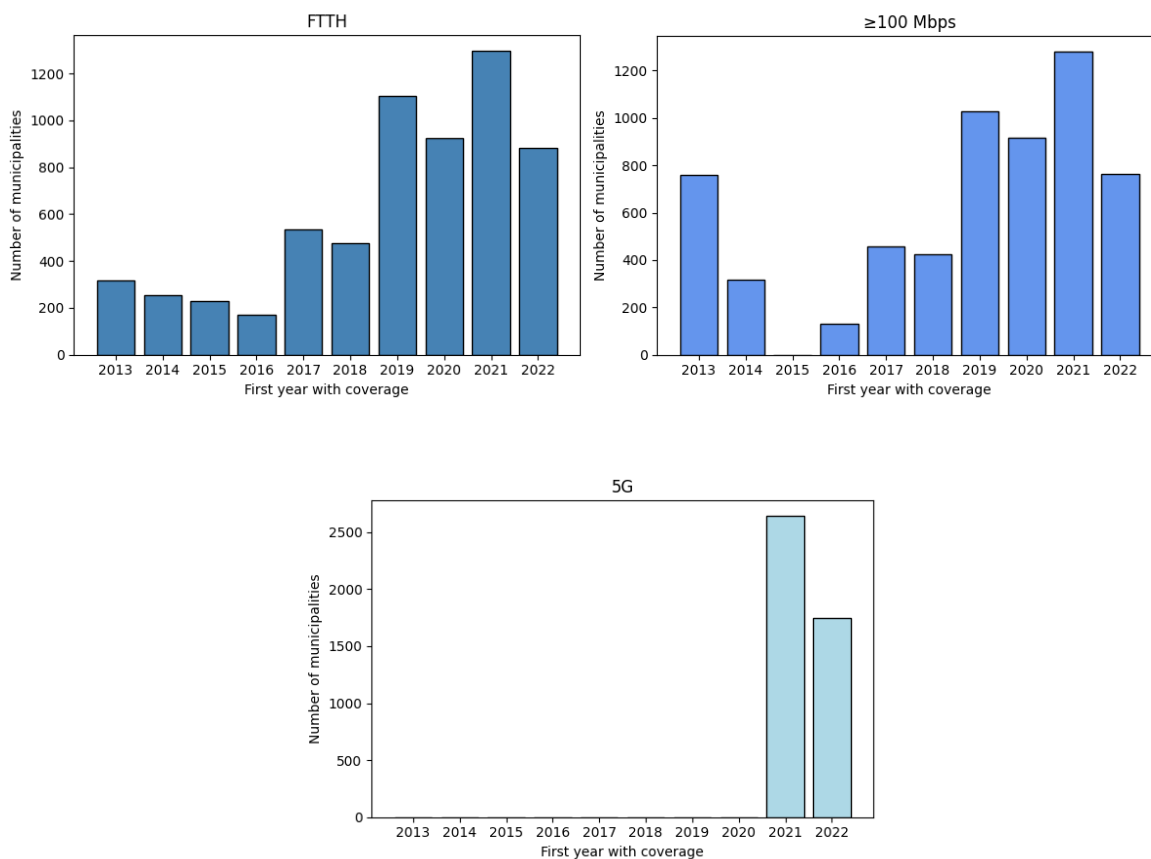 FTTH
1200
1000
800
600
400
200
0
Number of municipalities
2013 2014 2015 2016 2017 2018 2019 2020 2021 2022
First year with coverage
≥100 Mbps
1200
1000
800
600
400
200
0
Number of municipalities
2013 2014 2015 2016 2017 2018 2019 2020 2021 2022
First year with coverage
5G
2500
2000
1500
1000
500
0
Number of municipalities
2013 2014 2015 2016 2017 2018 2019 2020 2021 2022
First year with coverage